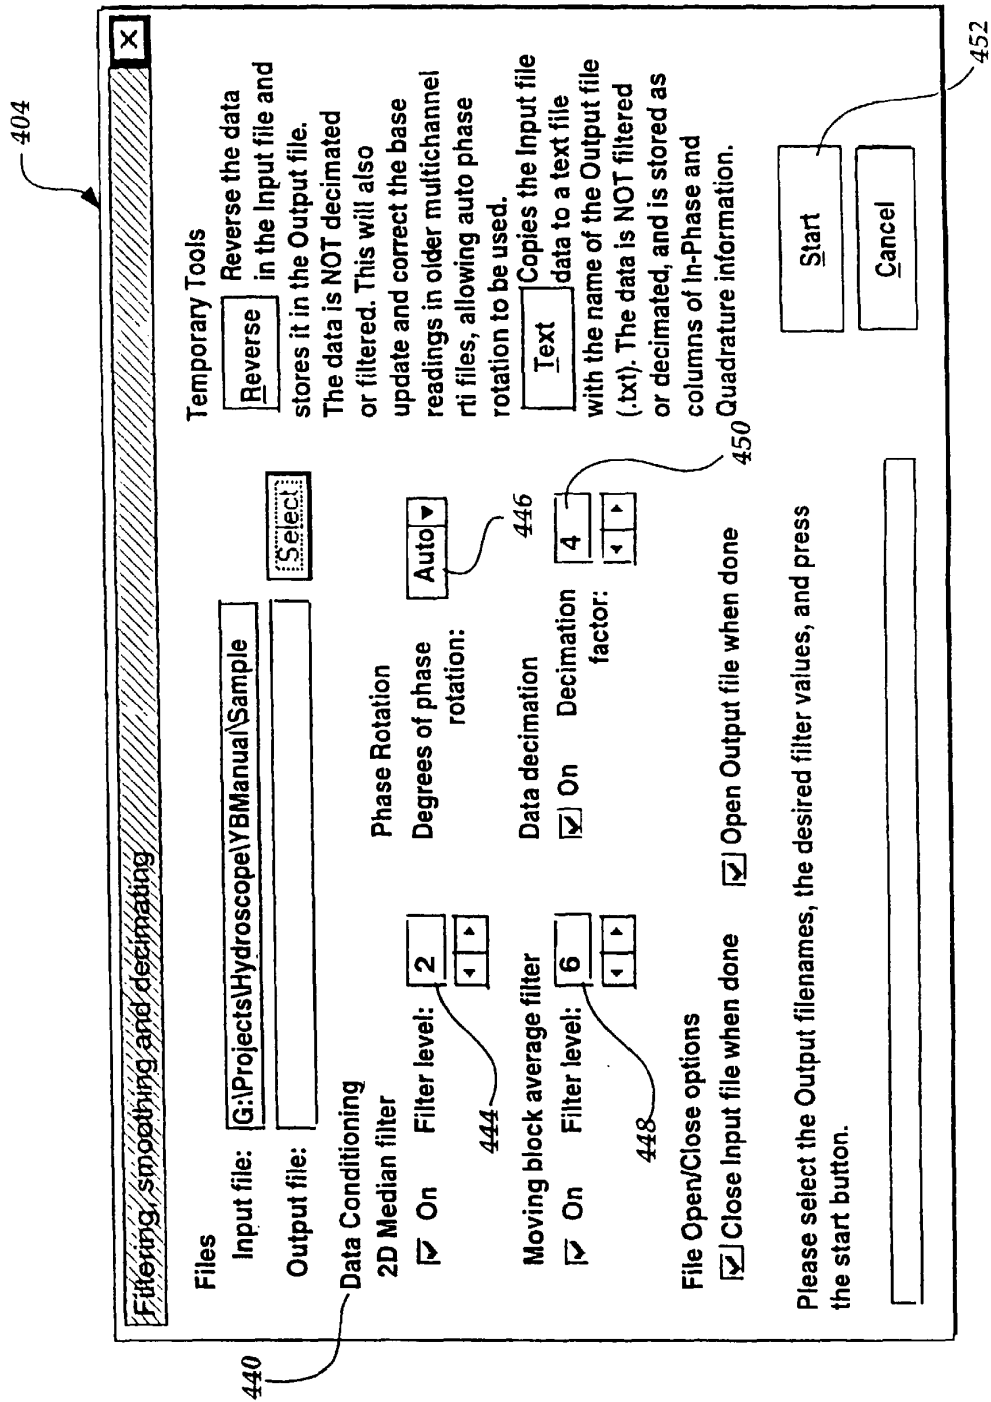 404
Filtering, smoothing and decimating
X
Files
Input file: G:\Projects\Hydroscope\YBManual\Sample
Output file:
Select
440
Data Conditioning
2D Median filter
On
Filter level:
2
444
Phase Rotation
Degrees of phase
rotation:
Auto
446
Moving block average filter
On
Filter level:
6
448
Data decimation
On
Decimation
factor:
4
450
File Open/Close options
Close Input file when done
Open Output file when done
Temporary Tools
Reverse
Reverse the data
in the Input file and
stores it in the Output file.
The data is NOT decimated
or filtered. This will also
update and correct the base
readings in older multichannel
rti files, allowing auto phase
rotation to be used.
Text
Copies the Input file
data to a text file
with the name of the Output file
(.txt). The data is NOT filtered
or decimated, and is stored as
columns of In-Phase and
Quadrature information.
Please select the Output filenames, the desired filter values, and press
the start button.
Start
Cancel
452